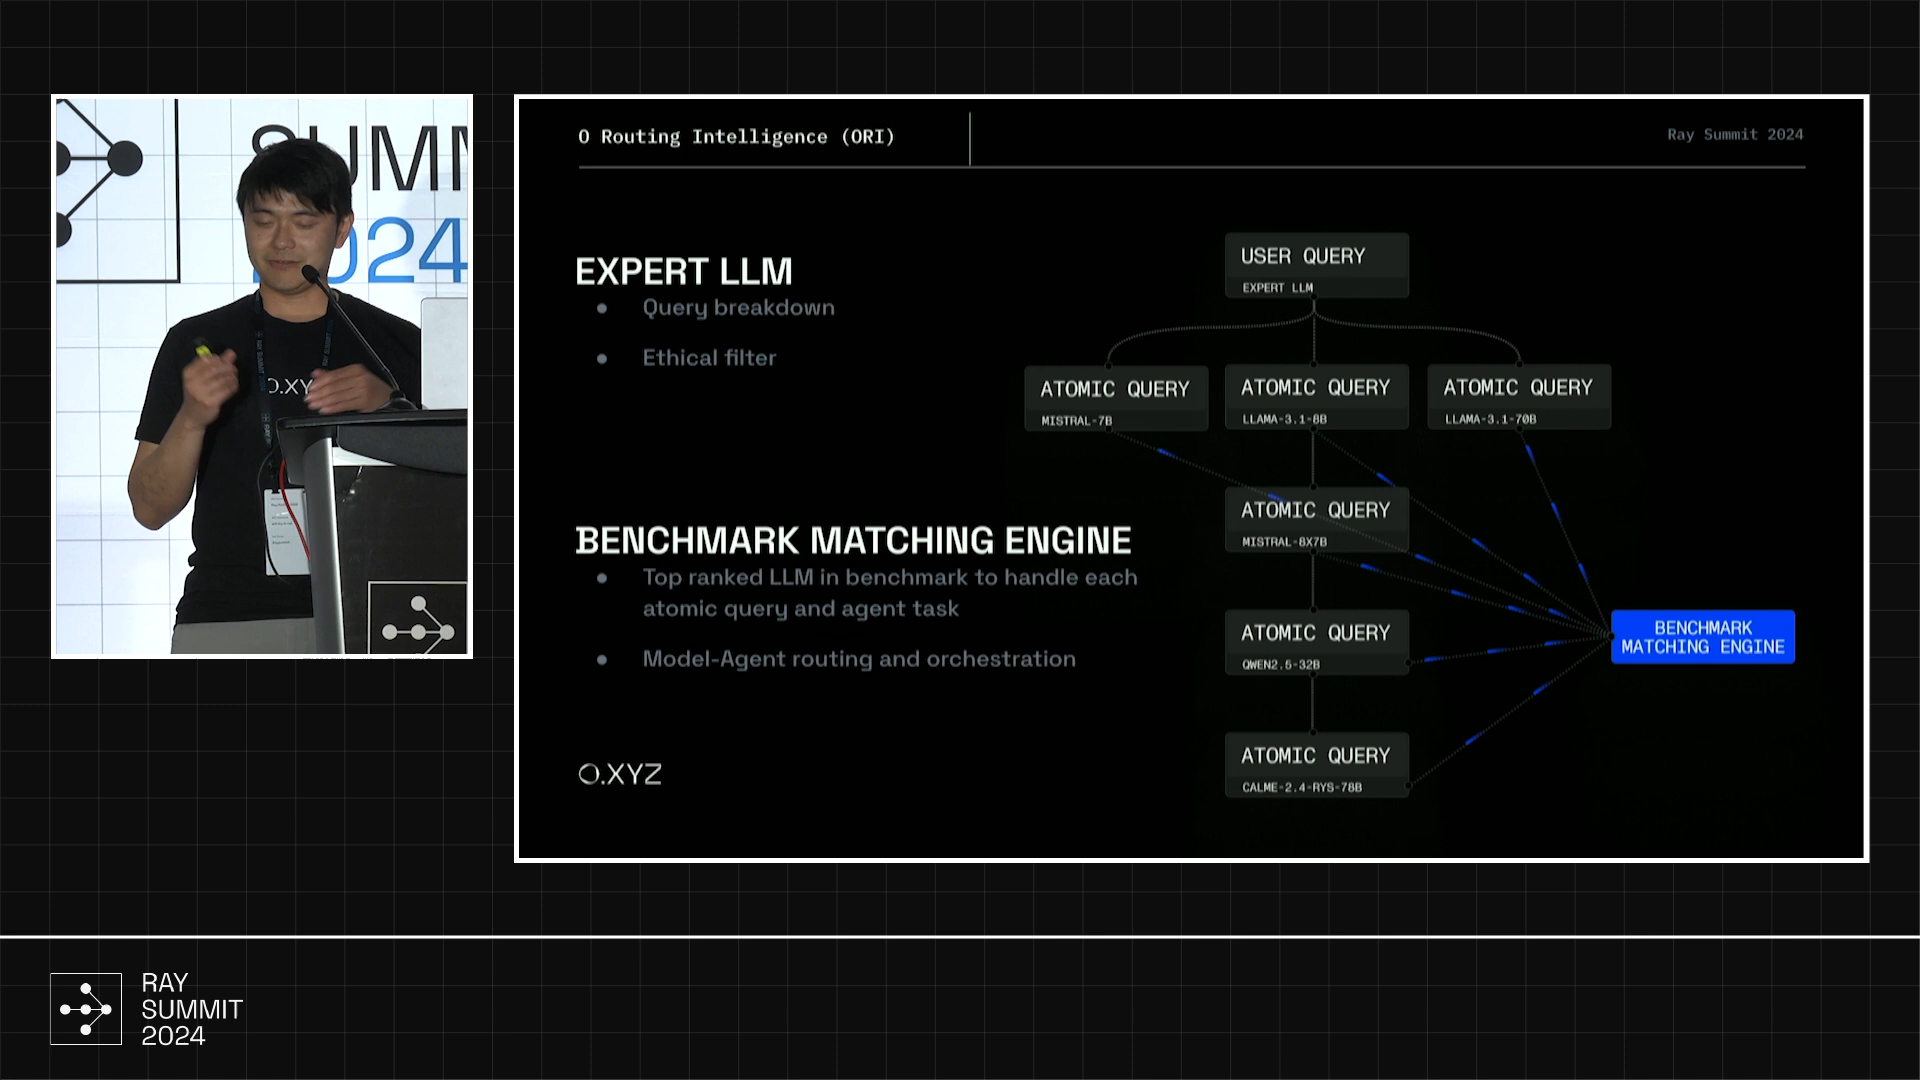 SUMM
2024
O.XY
O Routing Intelligence (ORI)
Ray Summit 2024
EXPERT LLM
• Query breakdown
• Ethical filter
BENCHMARK MATCHING ENGINE
• Top ranked LLM in benchmark to handle each
atomic query and agent task
• Model-Agent routing and orchestration
O.XYZ
USER QUERY
EXPERT LLM
ATOMIC QUERY
MISTRAL-7B
ATOMIC QUERY
LLAMA-3.1-8B
ATOMIC QUERY
LLAMA-3.1-70B
ATOMIC QUERY
MISTRAL-8X7B
ATOMIC QUERY
QWEN2.5-32B
ATOMIC QUERY
CALME-2.4-RYS-78B
BENCHMARK
MATCHING ENGINE
RAY
SUMMIT
2024